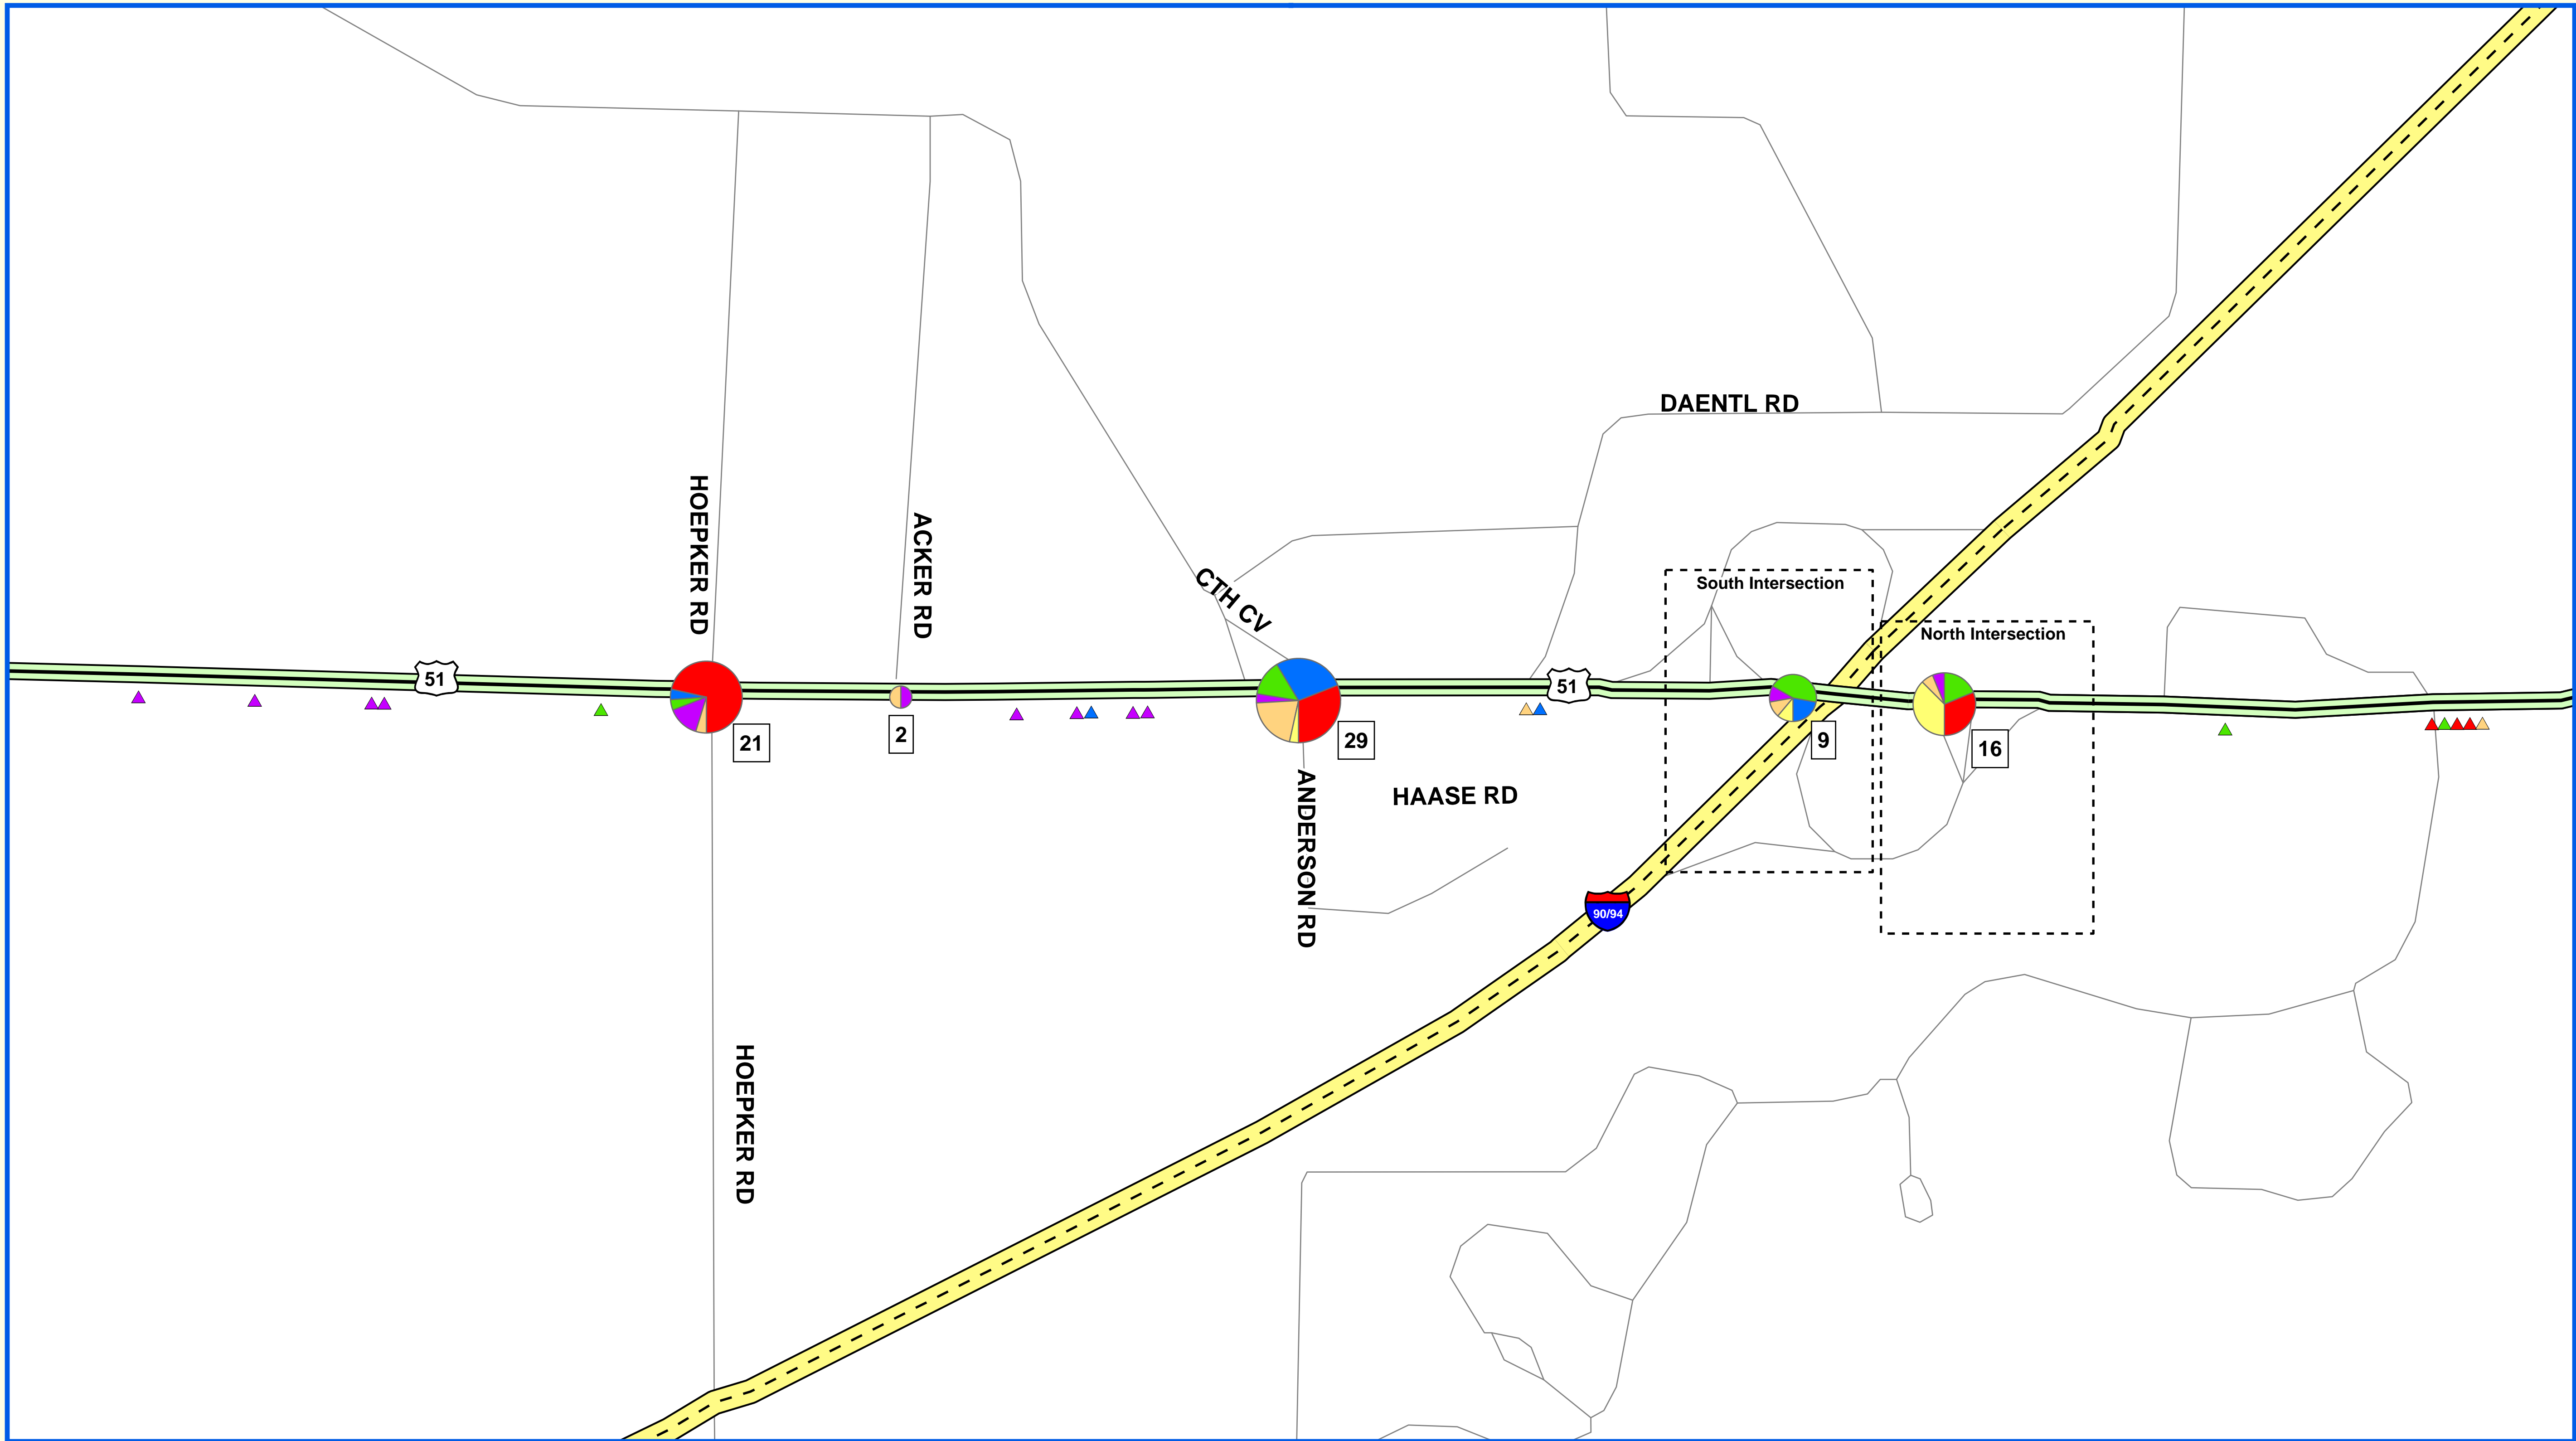 DAENTL RD
HOEPKER RD
ACKER RD
CTH CV
South Intersection
North Intersection
51
51
21
2
29
9
16
HAASE RD
ANDERSON RD
90/94
HOEPKER RD